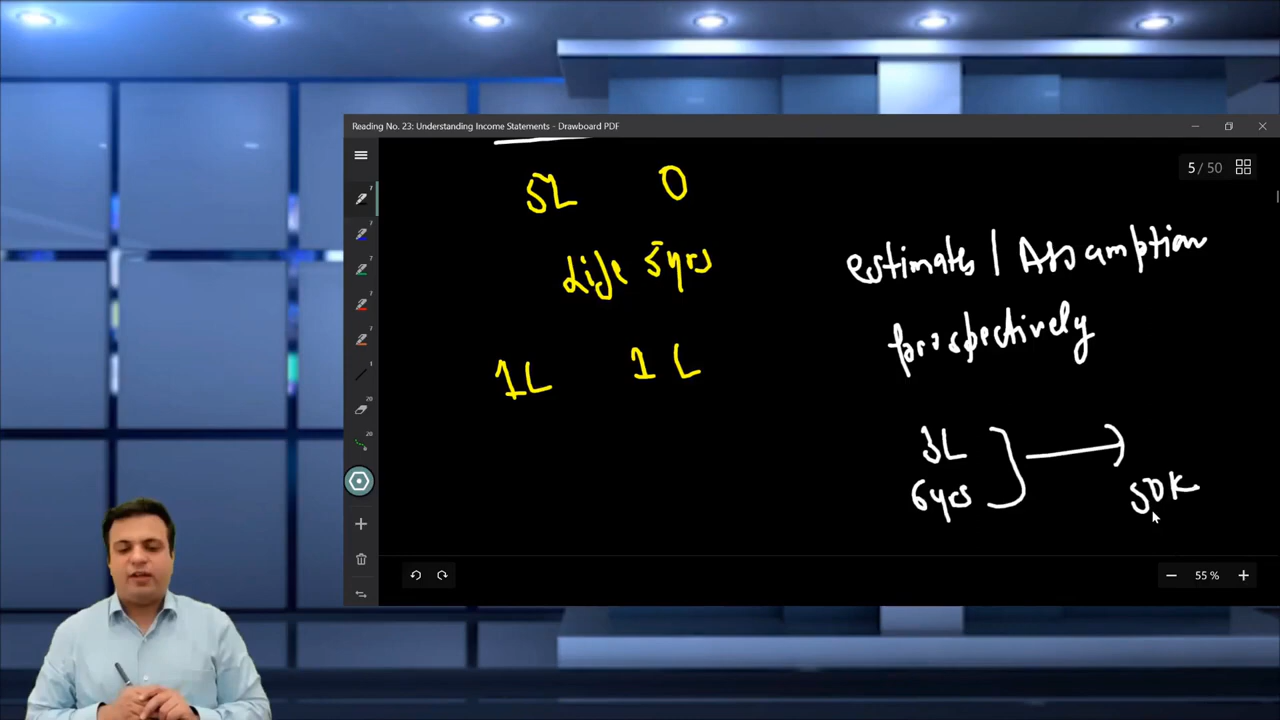 Reading No. 23: Understanding Income Statements - Drawboard PDF
5 / 50
5L 0
Life 5yrs
1L 1L
estimates / Assumption
prospectively
3L
6yrs
50K
55 %